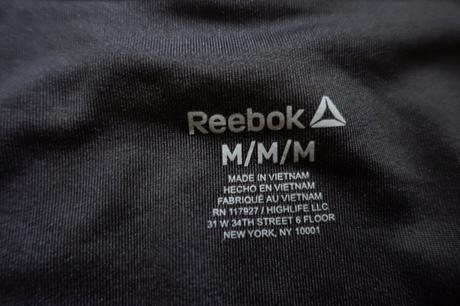 Reebok
M/M/M
MADE IN VIETNAM
HECHO EN VIETNAM
FABRIQUÉ AU VIETNAM
RN 117927 / HIGHLIFE LLC
31 W 34TH STREET 6 FLOOR
NEW YORK, NY 10001